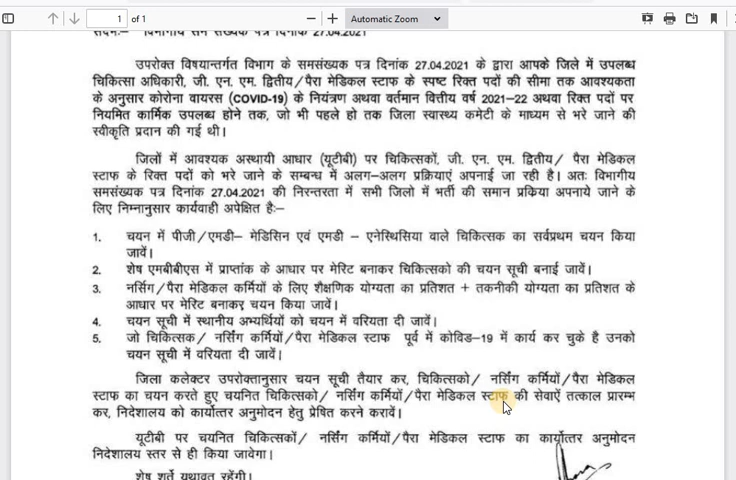 1 of 1 Automatic Zoom
27.04.2021
उपरोक्त विषयान्तर्गत विभाग के समसंख्यक पत्र दिनांक 27.04.2021 के द्वारा आपके जिले में उपलब्ध
चिकित्सा अधिकारी, जी. एन. एम. द्वितीय/पैरा मेडिकल स्टाफ के स्पष्ट रिक्त पदों की सीमा तक आवश्यकता
के अनुसार कोरोना वायरस (COVID-19) के नियंत्रण अथवा वर्तमान वित्तीय वर्ष 2021–22 अथवा रिक्त पदों पर
नियमित कार्मिक उपलब्ध होने तक, जो भी पहले हो तक जिला स्वास्थ्य कमेटी के माध्यम से भरे जाने की
स्वीकृति प्रदान की गई थी।
जिलों में आवश्यक अस्थायी आधार (यूटीबी) पर चिकित्सकों, जी. एन. एम. द्वितीय/ पैरा मेडिकल
स्टाफ के रिक्त पदों को भरे जाने के सम्बन्ध में अलग–अलग प्रक्रियाएं अपनाई जा रही है। अतः विभागीय
समसंख्यक पत्र दिनांक 27.04.2021 की निरन्तरता में सभी जिलो में भर्ती की समान प्रकिया अपनाये जाने के
लिए निम्नानुसार कार्यवाही अपेक्षित हैः–
1. चयन में पीजी/एमडी– मेडिसिन एवं एमडी – एनेस्थिसिया वाले चिकित्सक का सर्वप्रथम चयन किया
जावें।
2. शेष एमबीबीएस में प्राप्तांक के आधार पर मेरिट बनाकर चिकित्सको की चयन सूची बनाई जावें।
3. नर्सिग/पैरा मेडिकल कर्मियों के लिए शैक्षणिक योग्यता का प्रतिशत + तकनीकी योग्यता का प्रतिशत के
आधार पर मेरिट बनाकर चयन किया जावें।
4. चयन सूची में स्थानीय अभ्यर्थियों को चयन में वरियता दी जावें।
5. जो चिकित्सक/ नर्सिंग कर्मियों/पैरा मेडिकल स्टाफ पूर्व में कोविड–19 में कार्य कर चुके है उनको
चयन सूची में वरियता दी जावें।
जिला कलेक्टर उपरोक्तानुसार चयन सूची तैयार कर, चिकित्सको/ नर्सिंग कर्मियों/पैरा मेडिकल
स्टाफ का चयन करते हुए चयनित चिकित्सको/ नर्सिंग कर्मियों/पैरा मेडिकल स्टाफ की सेवाऐं तत्काल प्रारम्भ
कर, निदेशालय को कार्योत्तर अनुमोदन हेतु प्रेषित करने करावें।
यूटीबी पर चयनित चिकित्सकों/ नर्सिंग कर्मियों/पैरा मेडिकल स्टाफ का कार्योत्तर अनुमोदन
निदेशालय स्तर से ही किया जावेगा।
शेष शर्ते यथावत रहेंगी।